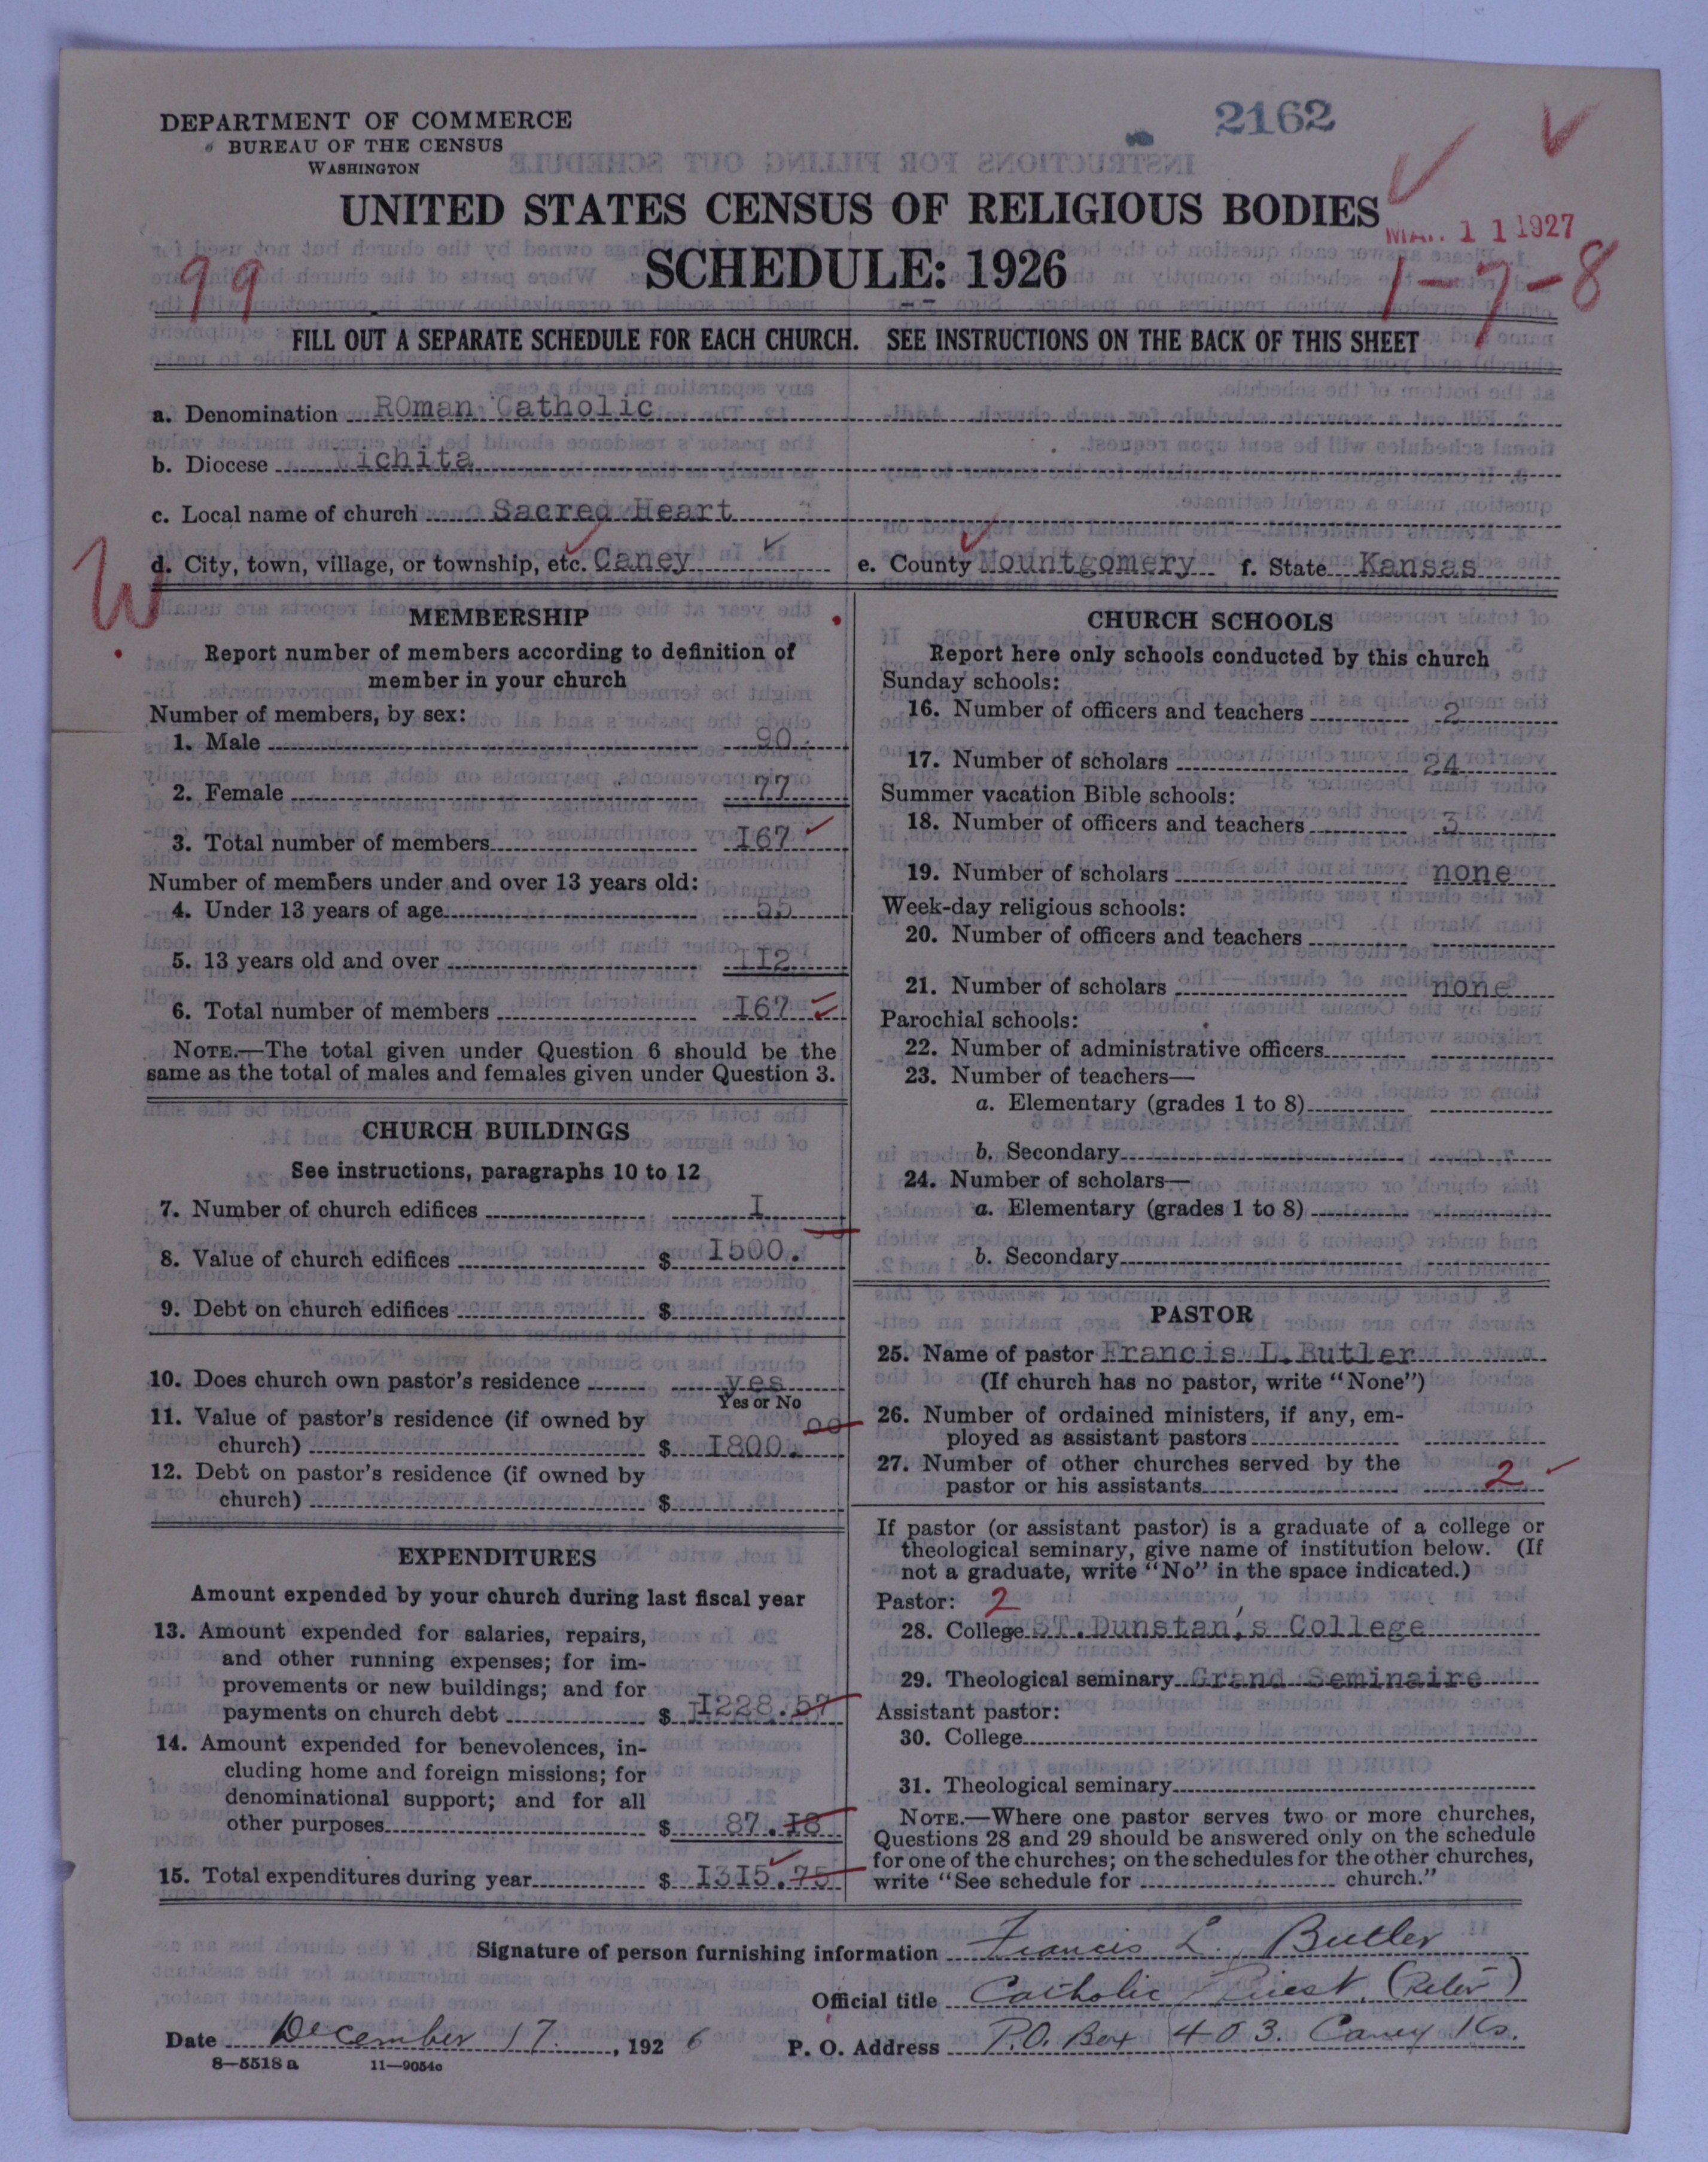 2162
DEPARTMENT OF COMMERCE
BUREAU OF THE CENSUS
WASHINGTON
UNITED STATES CENSUS OF RELIGIOUS BODIES
MAR. 11 1927
SCHEDULE: 1926
99
1-7-8
FILL OUT A SEPARATE SCHEDULE FOR EACH CHURCH. SEE INSTRUCTIONS ON THE BACK OF THIS SHEET
a. Denomination ROman Catholic
b. Diocese Wichita
c. Local name of church Sacred Heart
d. City, town, village, or township, etc. Caney e. County Mountgomery f. State Kansas
W
MEMBERSHIP
Report number of members according to definition of
member in your church
Number of members, by sex:
1. Male 90
2. Female 77
3. Total number of members I67
Number of members under and over 13 years old:
4. Under 13 years of age 55
5. 13 years old and over II2
6. Total number of members I67
NOTE.—The total given under Question 6 should be the
same as the total of males and females given under Question 3.
CHURCH BUILDINGS
See instructions, paragraphs 10 to 12
7. Number of church edifices I
8. Value of church edifices $ I500. 00
9. Debt on church edifices $
10. Does church own pastor's residence yes
Yes or No
11. Value of pastor's residence (if owned by
church) $ I800. 00
12. Debt on pastor's residence (if owned by
church) $
EXPENDITURES
Amount expended by your church during last fiscal year
13. Amount expended for salaries, repairs,
and other running expenses; for im-
provements or new buildings; and for
payments on church debt $ I228.57
14. Amount expended for benevolences, in-
cluding home and foreign missions; for
denominational support; and for all
other purposes $ 87.I8
15. Total expenditures during year $ I3I5.75
CHURCH SCHOOLS
Report here only schools conducted by this church
Sunday schools:
16. Number of officers and teachers 2
17. Number of scholars 24
Summer vacation Bible schools:
18. Number of officers and teachers 3
19. Number of scholars none
Week-day religious schools:
20. Number of officers and teachers
21. Number of scholars none
Parochial schools:
22. Number of administrative officers
23. Number of teachers—
a. Elementary (grades 1 to 8)
b. Secondary
24. Number of scholars—
a. Elementary (grades 1 to 8)
b. Secondary
PASTOR
25. Name of pastor Francis L. Butler
(If church has no pastor, write "None")
26. Number of ordained ministers, if any, em-
ployed as assistant pastors
27. Number of other churches served by the
pastor or his assistants 2
If pastor (or assistant pastor) is a graduate of a college or
theological seminary, give name of institution below. (If
not a graduate, write "No" in the space indicated.)
Pastor: 2
28. College ST. Dunstan,s College
29. Theological seminary Grand Seminaire
Assistant pastor:
30. College
31. Theological seminary
NOTE.—Where one pastor serves two or more churches,
Questions 28 and 29 should be answered only on the schedule
for one of the churches; on the schedules for the other churches,
write "See schedule for church."
Signature of person furnishing information Francis L. Butler
Official title Catholic Priest.
Date December 17, 1926 P. O. Address P.O. Box 403. Caney Ks.
8—5518 a 11—9054c